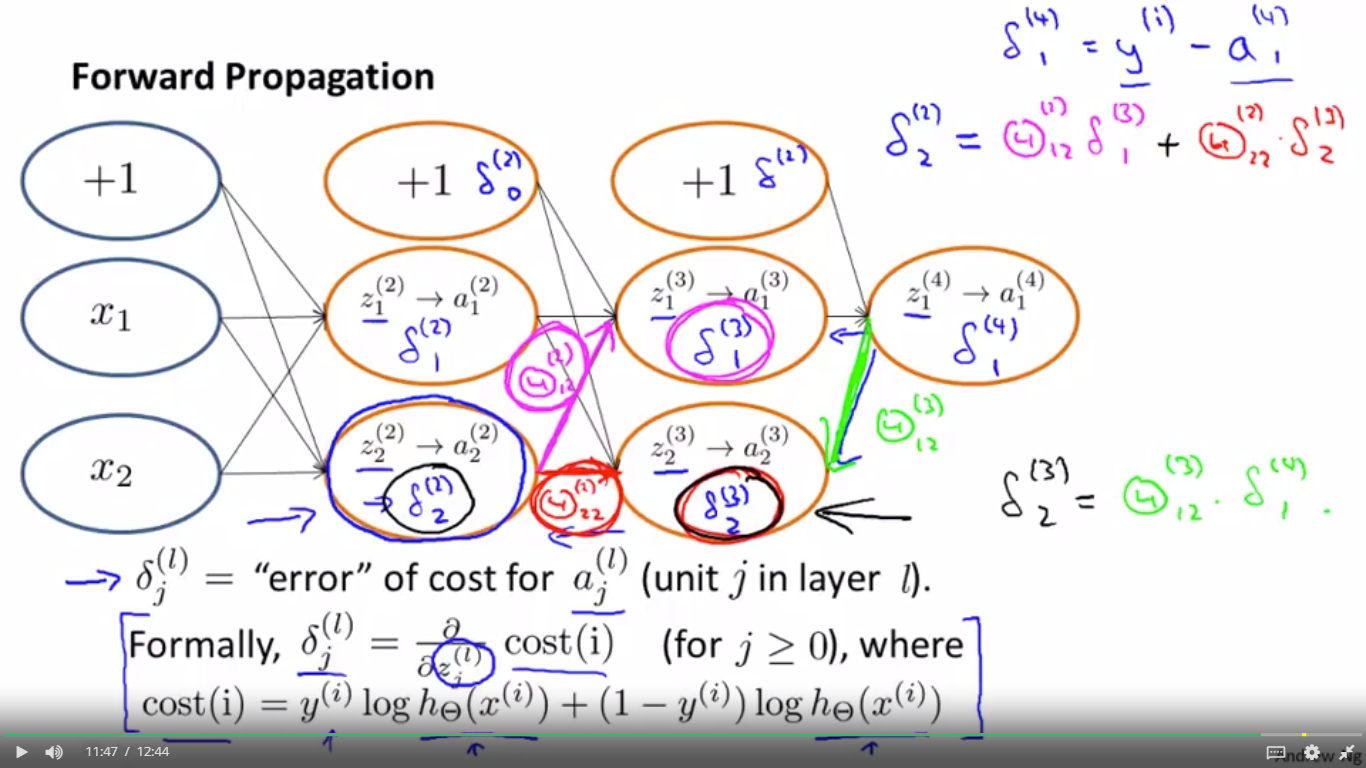 δ₁⁽⁴⁾ = y⁽ⁱ⁾ − a₁⁽⁴⁾
Forward Propagation
δ₂⁽²⁾ = Θ₁₂⁽²⁾ δ₁⁽³⁾ + Θ₂₂⁽²⁾ · δ₂⁽³⁾
+1 +1 δ₀⁽²⁾ +1 δ⁽²⁾
x₁ z₁⁽²⁾ → a₁⁽²⁾ z₁⁽³⁾ → a₁⁽³⁾ z₁⁽⁴⁾ → a₁⁽⁴⁾
δ₁⁽²⁾ δ₁⁽³⁾ δ₁⁽⁴⁾
Θ₁₂⁽²⁾
Θ₁₂⁽³⁾
x₂ z₂⁽²⁾ → a₂⁽²⁾ z₂⁽³⁾ → a₂⁽³⁾
→ δ₂⁽²⁾ Θ₂₂⁽²⁾ δ₂⁽³⁾ δ₂⁽³⁾ = Θ₁₂⁽³⁾ · δ₁⁽⁴⁾ .
→ δⱼ⁽ˡ⁾ = “error” of cost for aⱼ⁽ˡ⁾ (unit j in layer l).
Formally, δⱼ⁽ˡ⁾ = ∂/∂zⱼ⁽ˡ⁾ cost(i) (for j ≥ 0), where
cost(i) = y⁽ⁱ⁾ log hΘ(x⁽ⁱ⁾) + (1 − y⁽ⁱ⁾) log hΘ(x⁽ⁱ⁾)
11:47 / 12:44
Andrew Ng